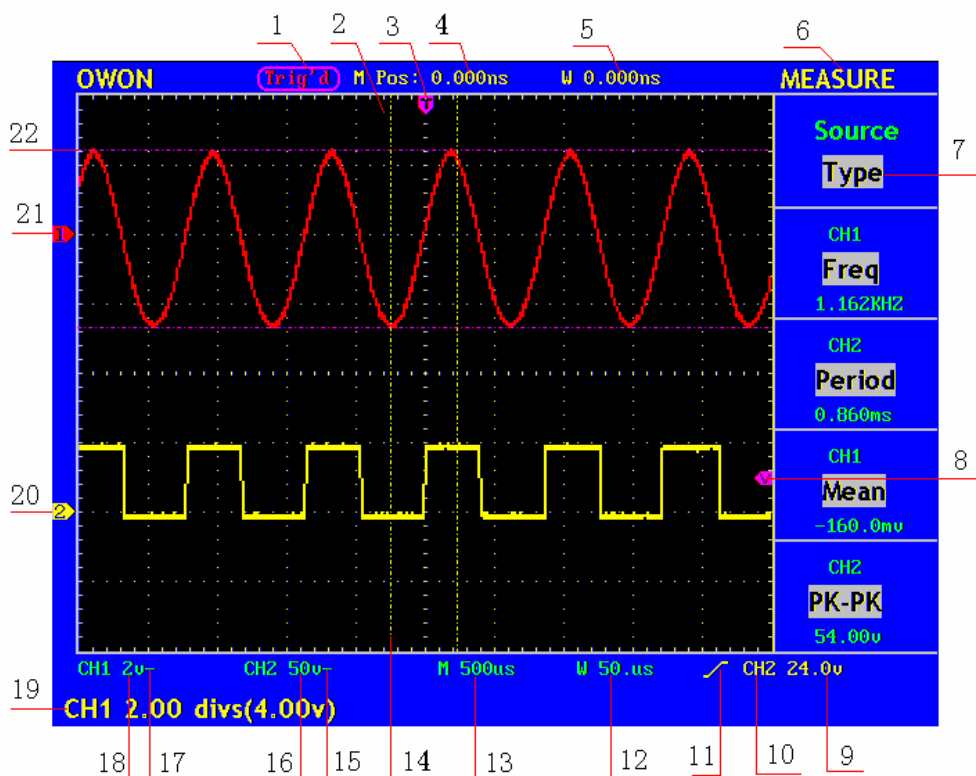 1 2 3 4 5 6
OWON Trig'd M Pos: 0.000ns W 0.000ns MEASURE
T
Source
22
Type 7
CH1
21 1
Freq
1.162KHZ
CH2
Period
0.860ms
CH1
V 8
Mean
20 2
-160.0mv
CH2
PK-PK
54.00v
CH1 2v- CH2 50v- M 500us W 50.us CH2 24.0v
19 CH1 2.00 divs(4.00v)
18 17 16 15 14 13 12 11 10 9